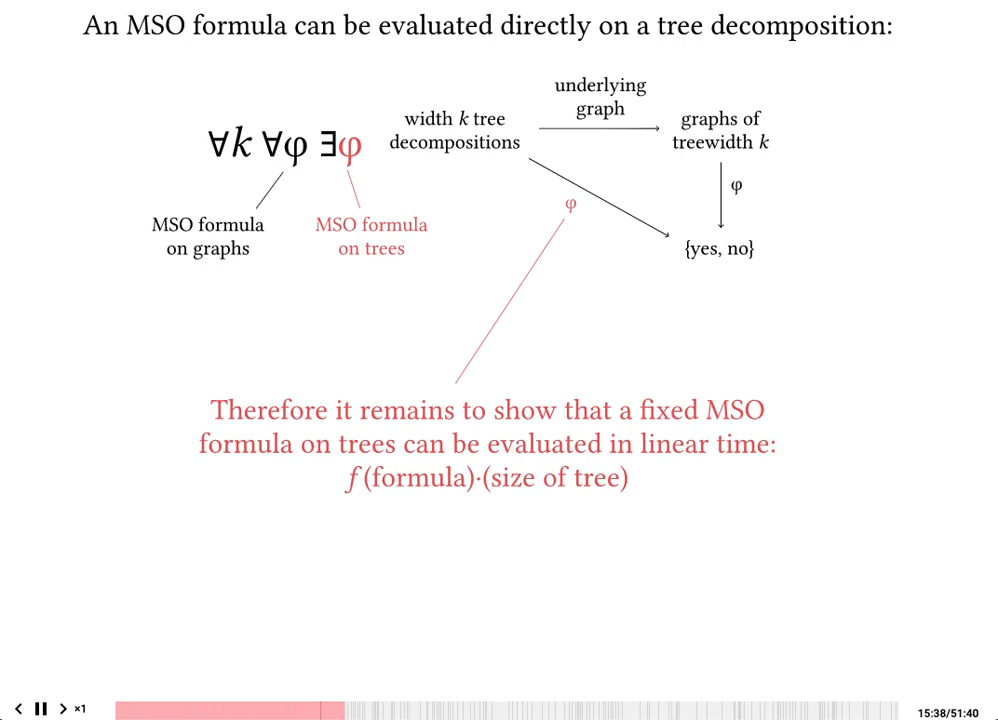 An MSO formula can be evaluated directly on a tree decomposition:
∀k ∀φ ∃φ
MSO formula
on graphs
MSO formula
on trees
width k tree
decompositions
underlying
graph
graphs of
treewidth k
φ
φ
{yes, no}
Therefore it remains to show that a fixed MSO
formula on trees can be evaluated in linear time:
f(formula)·(size of tree)
×1
15:38/51:40